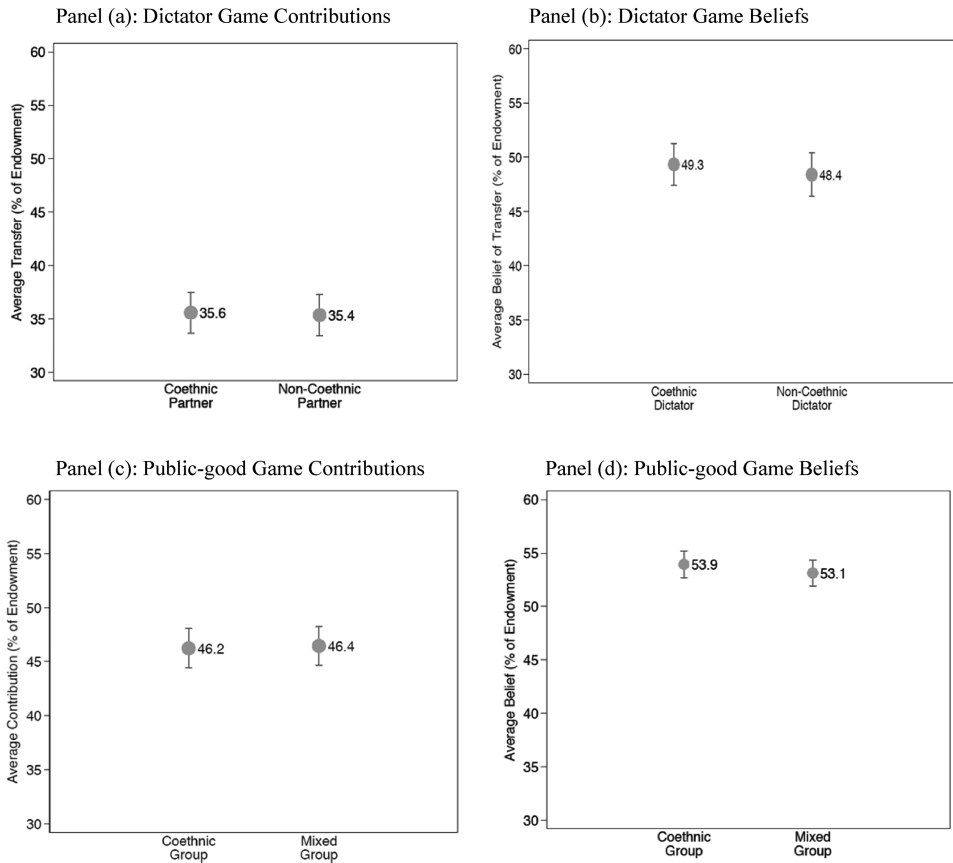 Panel (a): Dictator Game Contributions
Average Transfer (% of Endowment)
60
55
50
45
40
35
30
35.6
35.4
Coethnic
Partner
Non-Coethnic
Partner
Panel (b): Dictator Game Beliefs
Average Belief of Transfer (% of Endowment)
60
55
50
45
40
35
30
49.3
48.4
Coethnic
Dictator
Non-Coethnic
Dictator
Panel (c): Public-good Game Contributions
Average Contribution (% of Endowment)
60
55
50
45
40
35
30
46.2
46.4
Coethnic
Group
Mixed
Group
Panel (d): Public-good Game Beliefs
Average Belief (% of Endowment)
60
55
50
45
40
35
30
53.9
53.1
Coethnic
Group
Mixed
Group